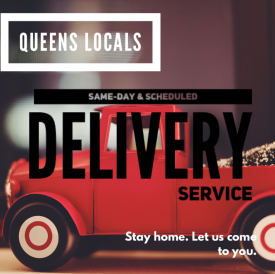 QUEENS LOCALS
SAME-DAY & SCHEDULED
DELIVERY
SERVICE
Stay home. Let us come
to you.